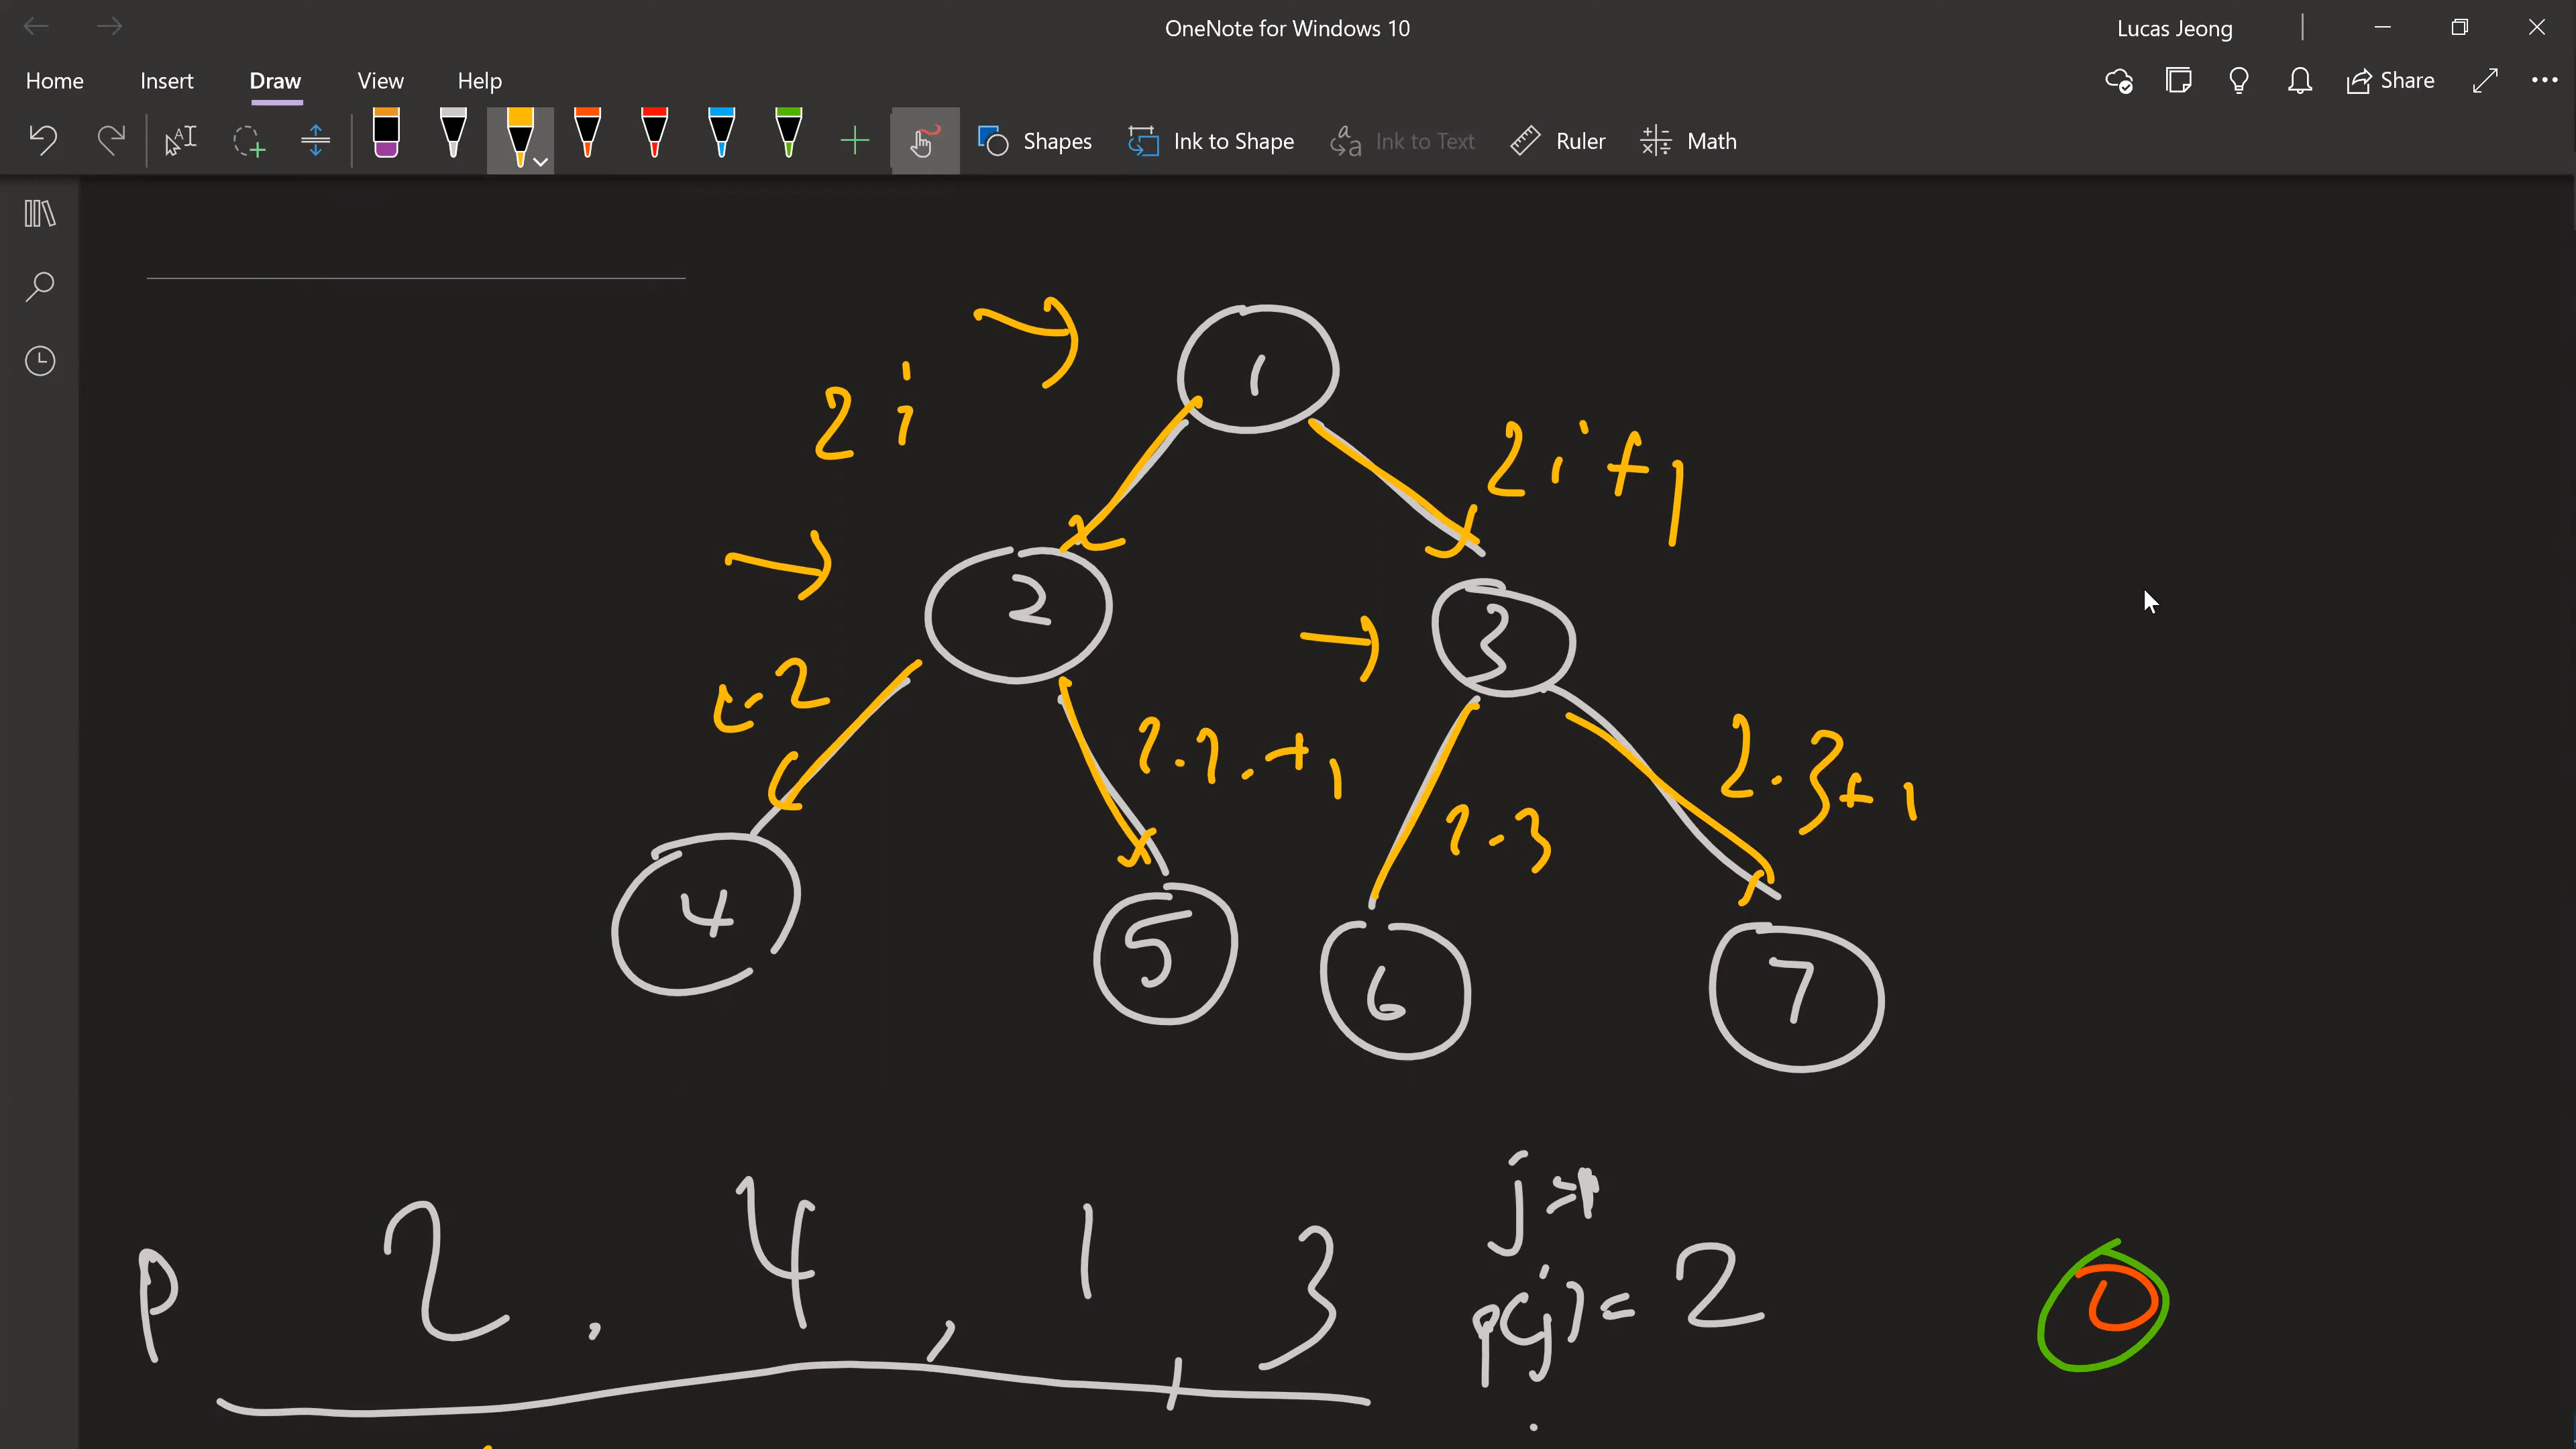 OneNote for Windows 10
Lucas Jeong
Home Insert Draw View Help
Share
Shapes Ink to Shape Ink to Text Ruler Math
1
2i
2i+1
2
3
2·2+1
2·3
2·3+1
4
5
6
7
j
P 2, 4, 1, 3
p(j) = 2